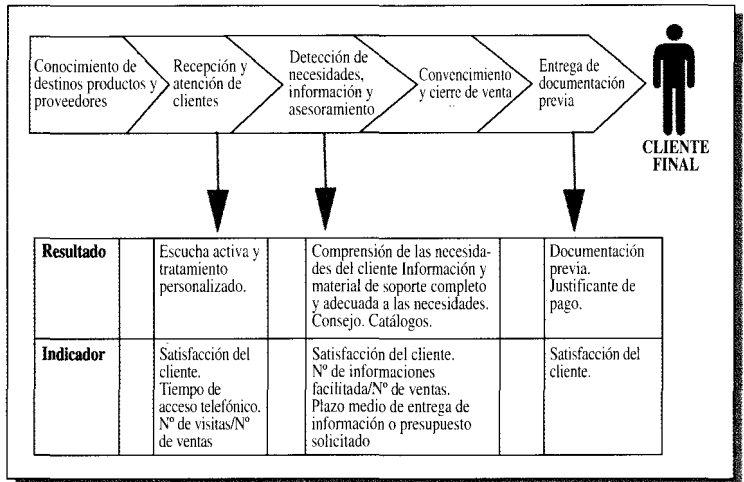 Conocimiento de
destinos productos y
proveedores
Recepción y
atención de
clientes
Detección de
necesidades,
información y
asesoramiento
Convencimiento
y cierre de venta
Entrega de
documentación
previa
CLIENTE
FINAL
Resultado
Escucha activa y
tratamiento
personalizado.
Comprensión de las necesida-
des del cliente Información y
material de soporte completo
y adecuada a las necesidades.
Consejo. Catálogos.
Documentación
previa.
Justificante de
pago.
Indicador
Satisfacción del
cliente.
Tiempo de
acceso telefónico.
Nº de visitas/Nº
de ventas
Satisfacción del cliente.
Nº de informaciones
facilitada/Nº de ventas.
Plazo medio de entrega de
información o presupuesto
solicitado
Satisfacción del
cliente.